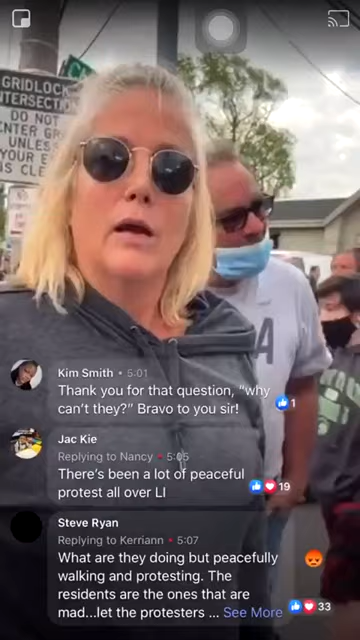 GRIDLOCK
INTERSECTION
DO NOT
ENTER
UNLESS
YOUR
IS CLE
A
Kim Smith • 5:01
Thank you for that question, “why
can’t they?” Bravo to you sir!
1
Jac Kie
Replying to Nancy • 5:05
There’s been a lot of peaceful
protest all over LI
19
Steve Ryan
Replying to Kerriann • 5:07
What are they doing but peacefully
walking and protesting. The
residents are the ones that are
mad...let the protesters ... See More
33